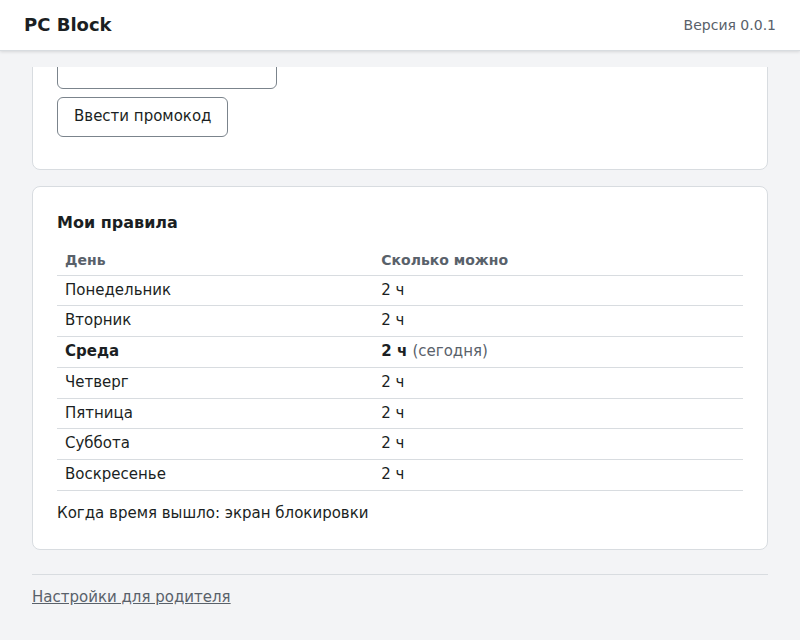 PC Block
Версия 0.0.1
Ввести промокод
Мои правила
День Сколько можно
Понедельник 2 ч
Вторник 2 ч
Среда 2 ч (сегодня)
Четверг 2 ч
Пятница 2 ч
Суббота 2 ч
Воскресенье 2 ч
Когда время вышло: экран блокировки
Настройки для родителя